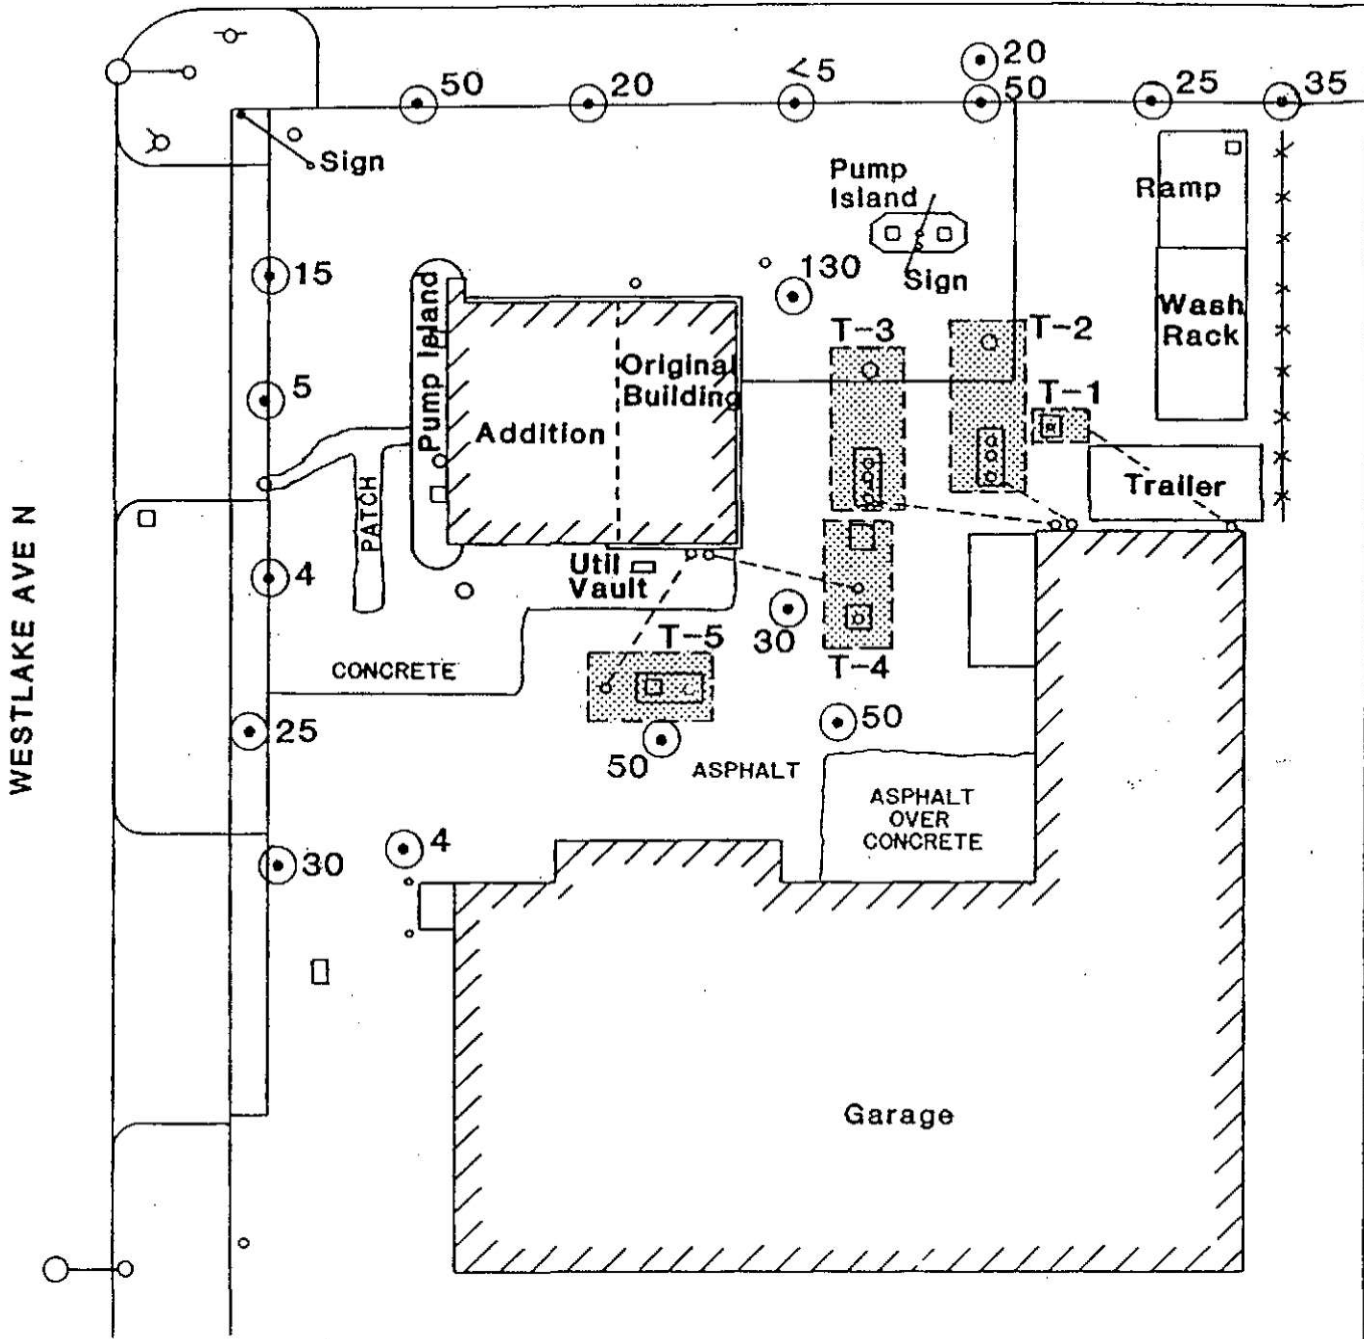 20
50
20
<5
50
25
35
Sign
Pump
Island
Ramp
15
130
Sign
Pump Island
T-3
T-2
Wash
Rack
Original
Building
5
T-1
Addition
Trailer
WESTLAKE AVE N
PATCH
4
Util
Vault
30
T-5
T-4
CONCRETE
25
50
50
ASPHALT
ASPHALT
OVER
CONCRETE
30
4
Garage